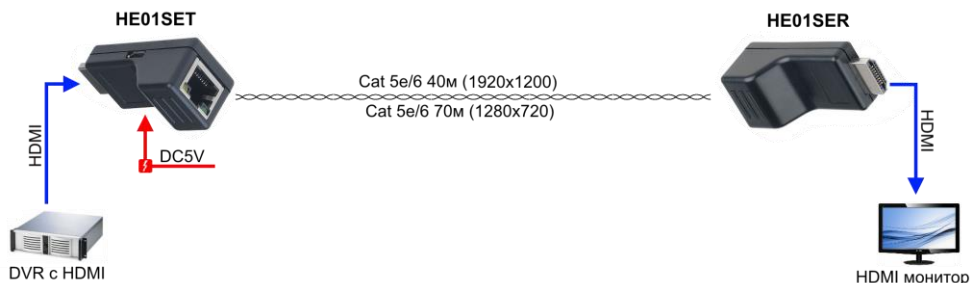 HE01SET
HE01SER
Cat 5e/6 40м (1920x1200)
Cat 5e/6 70м (1280x720)
HDMI
DC5V
HDMI
DVR с HDMI
HDMI монитор